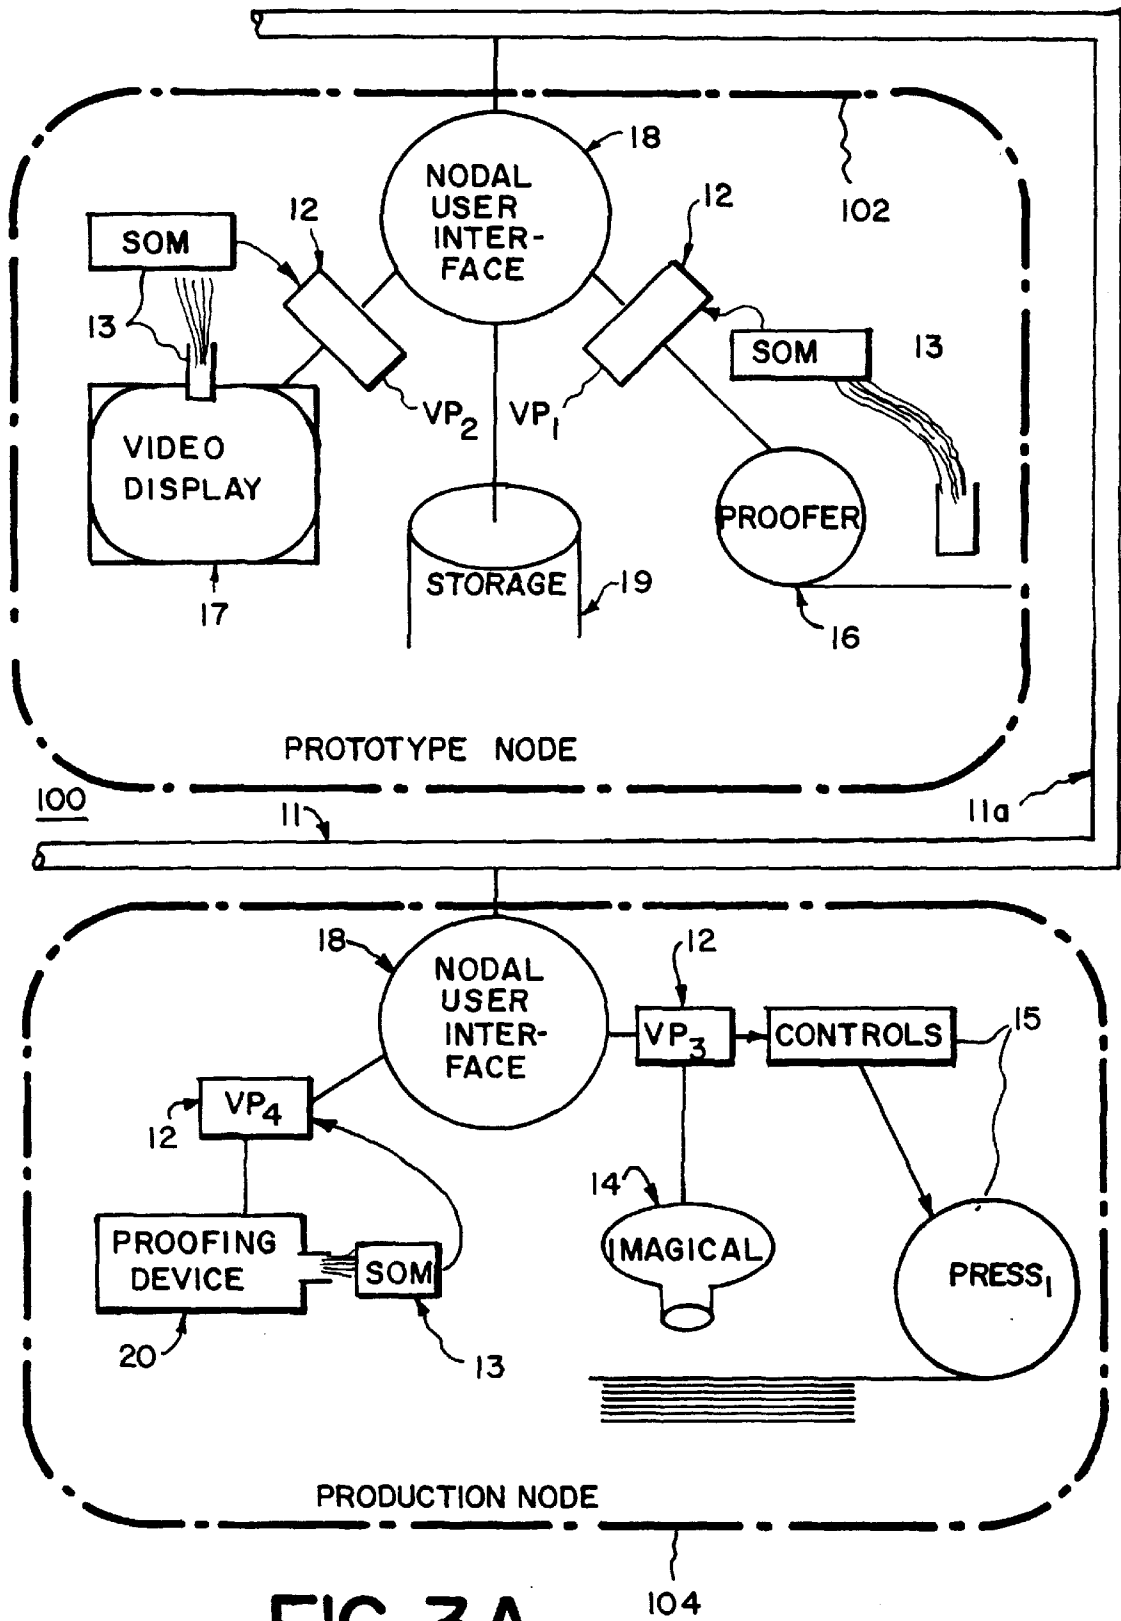 18
NODAL
USER
INTER-
FACE
102
12
12
SOM
13
SOM
13
VP2
VP1
VIDEO
DISPLAY
PROOFER
STORAGE
19
17
16
PROTOTYPE NODE
100
11
11a
18
NODAL
USER
INTER-
FACE
12
VP3
CONTROLS
15
VP4
12
14
IMAGICAL
PROOFING
DEVICE
SOM
PRESS1
20
13
PRODUCTION NODE
104
FIG. 3A